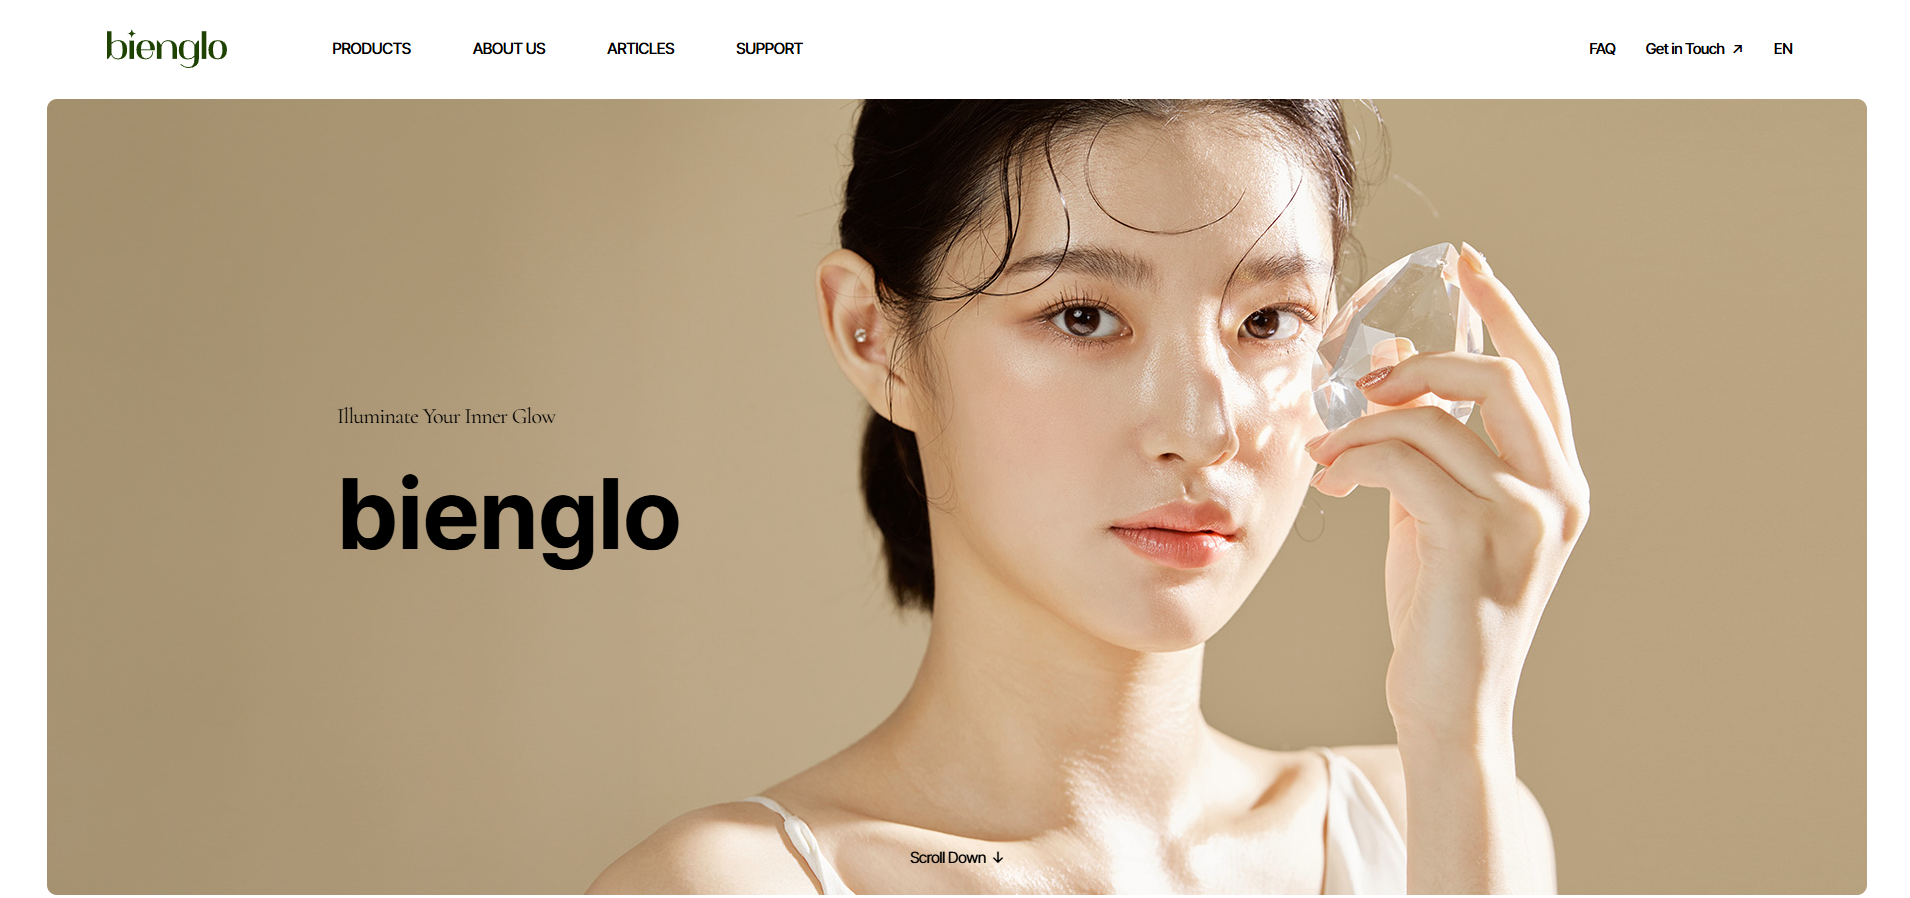 bienglo
PRODUCTS ABOUT US ARTICLES SUPPORT
FAQ Get in Touch ↗ EN
Illuminate Your Inner Glow
bienglo
Scroll Down ↓